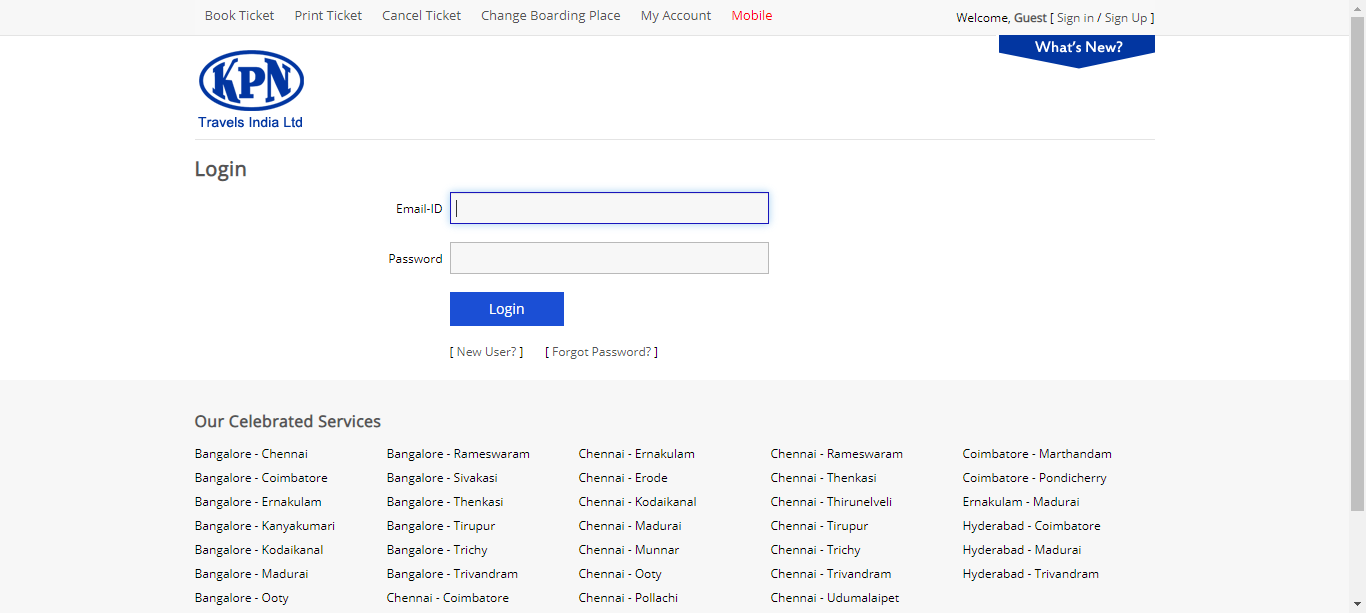 Book Ticket Print Ticket Cancel Ticket Change Boarding Place My Account Mobile Welcome, Guest [ Sign in / Sign Up ]
What's New?
KPN
Travels India Ltd
Login
Email-ID
Password
Login
[ New User? ] [ Forgot Password? ]
Our Celebrated Services
Bangalore - Chennai Bangalore - Rameswaram Chennai - Ernakulam Chennai - Rameswaram Coimbatore - Marthandam
Bangalore - Coimbatore Bangalore - Sivakasi Chennai - Erode Chennai - Thenkasi Coimbatore - Pondicherry
Bangalore - Ernakulam Bangalore - Thenkasi Chennai - Kodaikanal Chennai - Thirunelveli Ernakulam - Madurai
Bangalore - Kanyakumari Bangalore - Tirupur Chennai - Madurai Chennai - Tirupur Hyderabad - Coimbatore
Bangalore - Kodaikanal Bangalore - Trichy Chennai - Munnar Chennai - Trichy Hyderabad - Madurai
Bangalore - Madurai Bangalore - Trivandram Chennai - Ooty Chennai - Trivandram Hyderabad - Trivandram
Bangalore - Ooty Chennai - Coimbatore Chennai - Pollachi Chennai - Udumalaipet